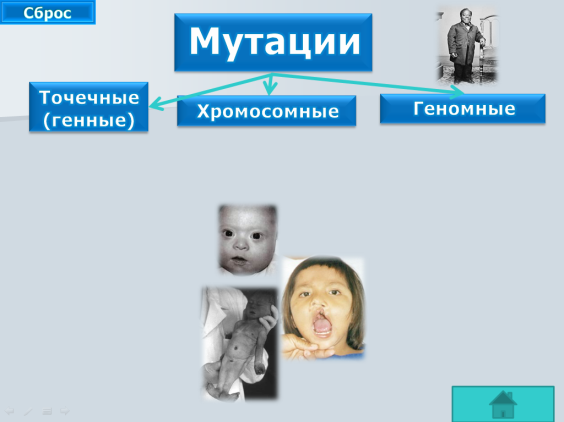 Сброс
Мутации
Точечные
(генные)
Хромосомные
Геномные